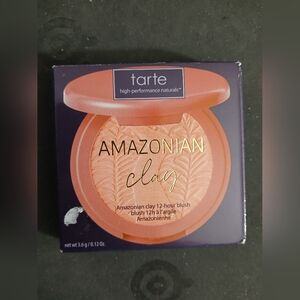 tarte
high-performance naturals™
AMAZONIAN
clay
Amazonian clay 12-hour blush
blush 12h à l'argile
Amazonienne
net wt 3.6 g / 0.12 Oz.